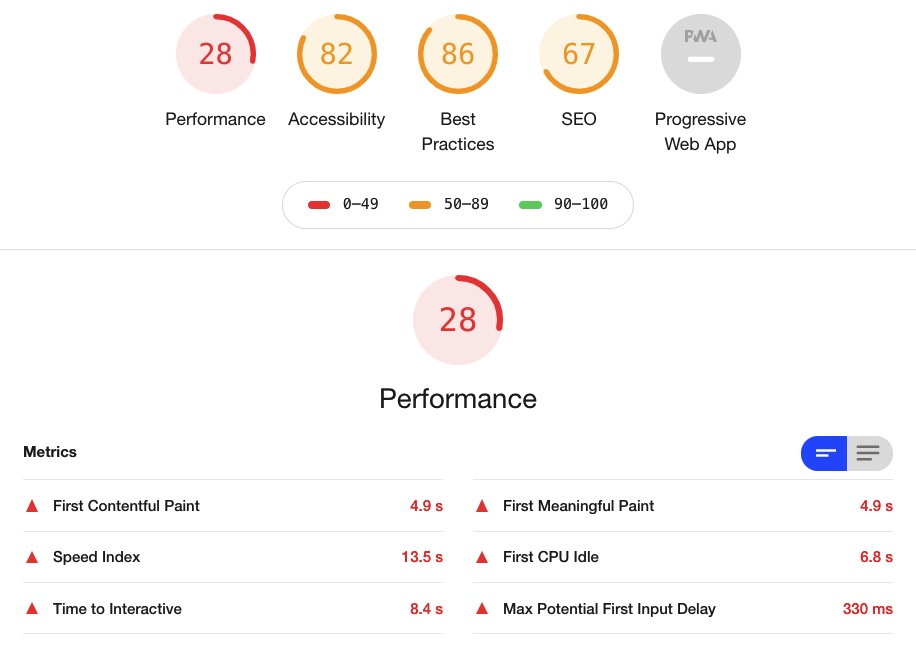 28 82 86 67 PWA
Performance Accessibility Best Practices SEO Progressive Web App
0–49 50–89 90–100
28
Performance
Metrics
First Contentful Paint 4.9 s
First Meaningful Paint 4.9 s
Speed Index 13.5 s
First CPU Idle 6.8 s
Time to Interactive 8.4 s
Max Potential First Input Delay 330 ms